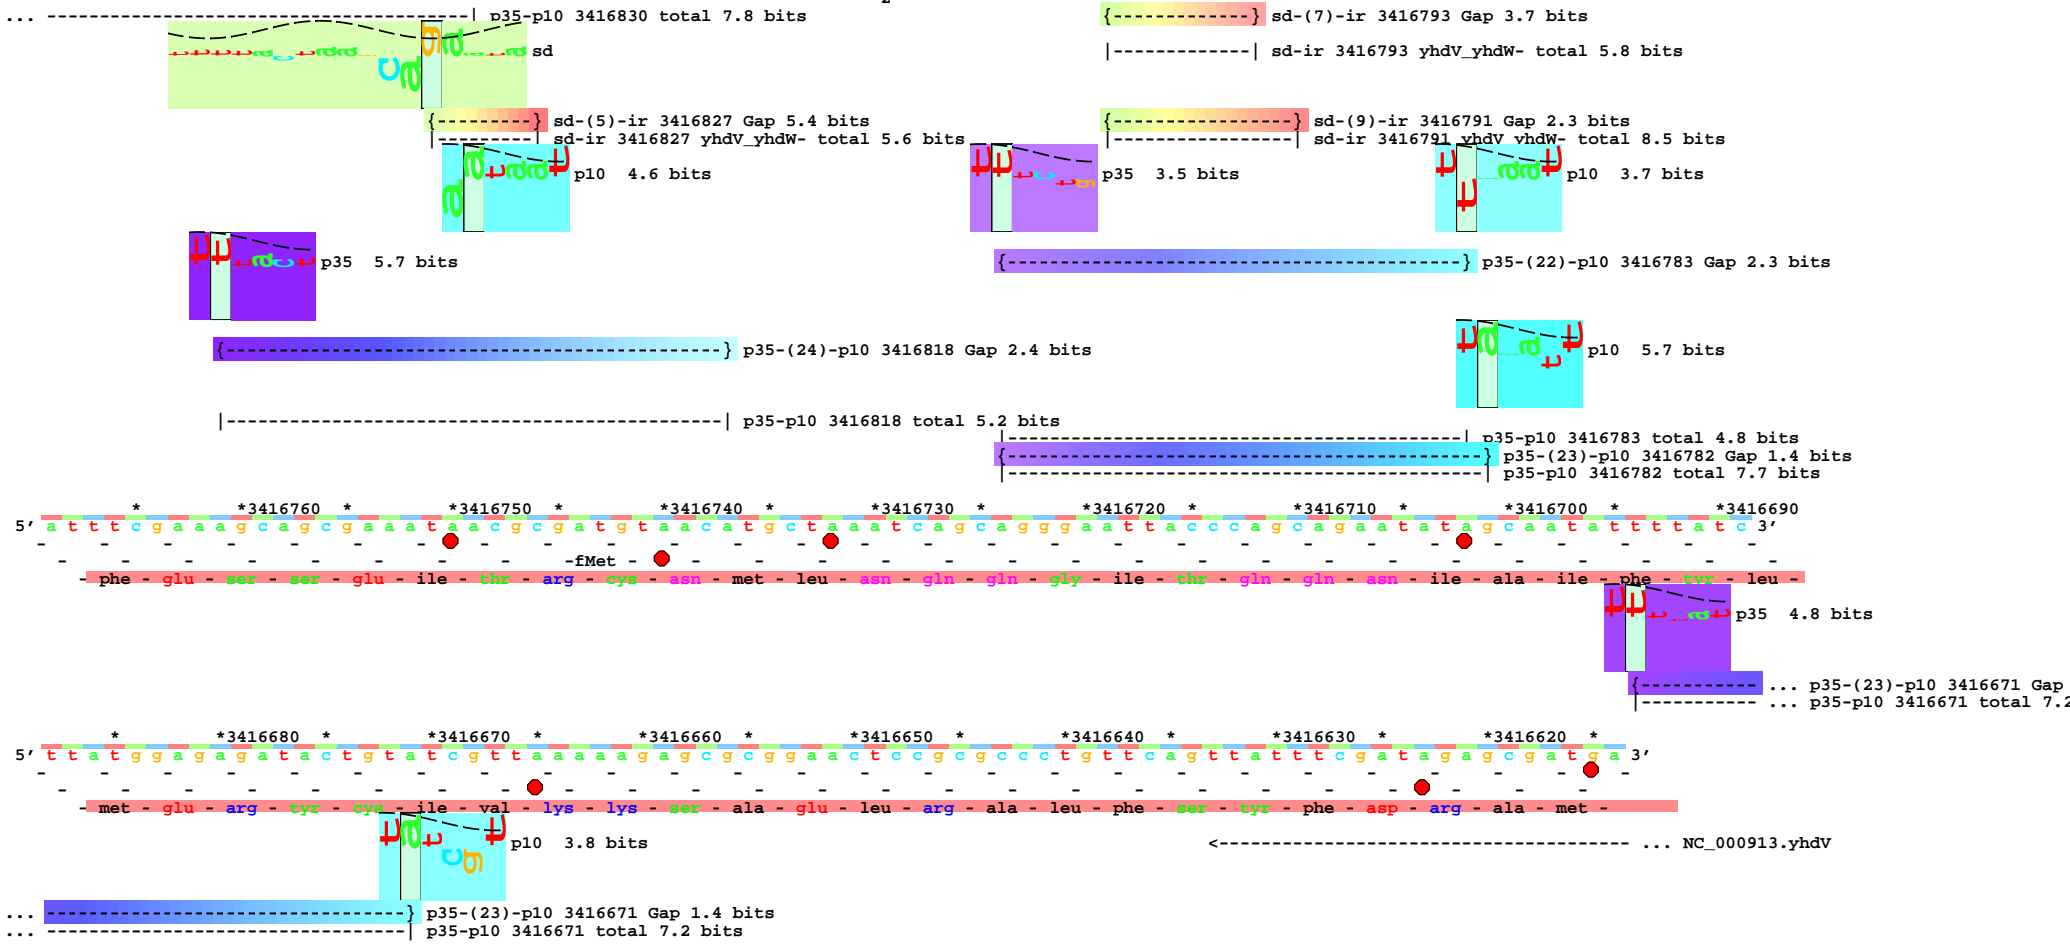 ... -----------------------------------------| p35-p10 3416830 total 7.8 bits
{--------------} sd-(7)-ir 3416793 Gap 3.7 bits
sd
|-------------| sd-ir 3416793 yhdV_yhdW- total 5.8 bits
{----------} sd-(5)-ir 3416827 Gap 5.4 bits
{------------------} sd-(9)-ir 3416791 Gap 2.3 bits
|----------| sd-ir 3416827 yhdV_yhdW- total 5.6 bits
|------------------| sd-ir 3416791 yhdV_yhdW- total 8.5 bits
p10 4.6 bits
p35 3.5 bits
p10 3.7 bits
p35 5.7 bits
{--------------------------------------------} p35-(22)-p10 3416783 Gap 2.3 bits
{------------------------------------------------} p35-(24)-p10 3416818 Gap 2.4 bits
p10 5.7 bits
|------------------------------------------------| p35-p10 3416818 total 5.2 bits
|--------------------------------------------| p35-p10 3416783 total 4.8 bits
{----------------------------------------------} p35-(23)-p10 3416782 Gap 1.4 bits
|----------------------------------------------| p35-p10 3416782 total 7.7 bits
* *3416760 * *3416750 * *3416740 * *3416730 * *3416720 * *3416710 * *3416700 * *3416690
5' a t t t c g a a a g c a g c g a a a t a a c g c g a t g t a a c a t g c t a a a t c a g c a g g g a a t t a c c c a g c a g a a t a t a g c a a t a t t t t a t c 3'
-fMet -
- phe - glu - ser - ser - glu - ile - thr - arg - cys - asn - met - leu - asn - gln - gln - gly - ile - thr - gln - gln - asn - ile - ala - ile - phe - tyr - leu -
p35 4.8 bits
{----------- ... p35-(23)-p10 3416671 Gap
|----------- ... p35-p10 3416671 total 7.2
* *3416680 * *3416670 * *3416660 * *3416650 * *3416640 * *3416630 * *3416620 *
5' t t a t g g a g a g a t a c t g t a t c g t t a a a a g a g c g c g g a a c t c c g c g c c c t g t t c a g t t a t t t c g a t a g a g c g a t g a 3'
- met - glu - arg - tyr - cys - ile - val - lys - lys - ser - ala - glu - leu - arg - ala - leu - phe - ser - tyr - phe - asp - arg - ala - met -
p10 3.8 bits
<--------------------------------------- ... NC_000913.yhdV
... ----------------------------------} p35-(23)-p10 3416671 Gap 1.4 bits
... ----------------------------------| p35-p10 3416671 total 7.2 bits